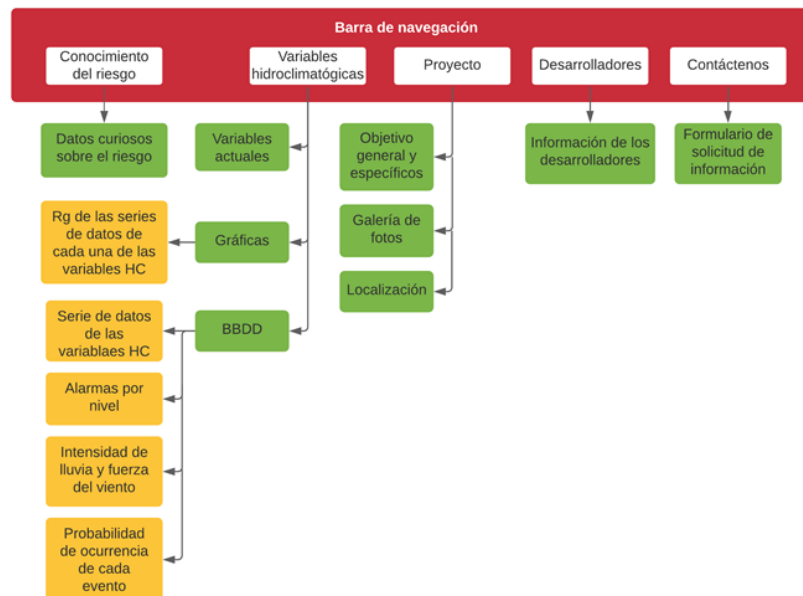 Barra de navegación
Conocimiento
del riesgo
Variables
hidroclimatógicas
Proyecto
Desarrolladores
Contáctenos
Datos curiosos
sobre el riesgo
Variables
actuales
Objetivo
general y
específicos
Información de los
desarrolladores
Formulario de
solicitud de
información
Rg de las series
de datos de
cada una de las
variables HC
Gráficas
Galería de
fotos
Localización
Serie de datos
de las
variablaes HC
BBDD
Alarmas por
nivel
Intensidad de
lluvia y fuerza
del viento
Probabilidad
de ocurrencia
de cada
evento